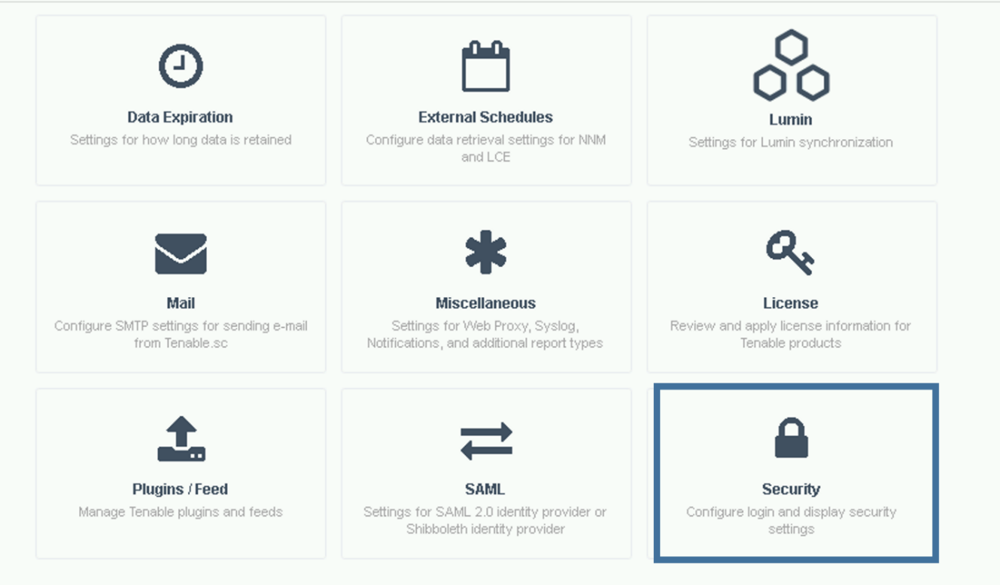 Data Expiration
Settings for how long data is retained
External Schedules
Configure data retrieval settings for NNM
and LCE
Lumin
Settings for Lumin synchronization
Mail
Configure SMTP settings for sending e-mail
from Tenable.sc
Miscellaneous
Settings for Web Proxy, Syslog,
Notifications, and additional report types
License
Review and apply license information for
Tenable products
Plugins / Feed
Manage Tenable plugins and feeds
SAML
Settings for SAML 2.0 identity provider or
Shibboleth identity provider
Security
Configure login and display security
settings